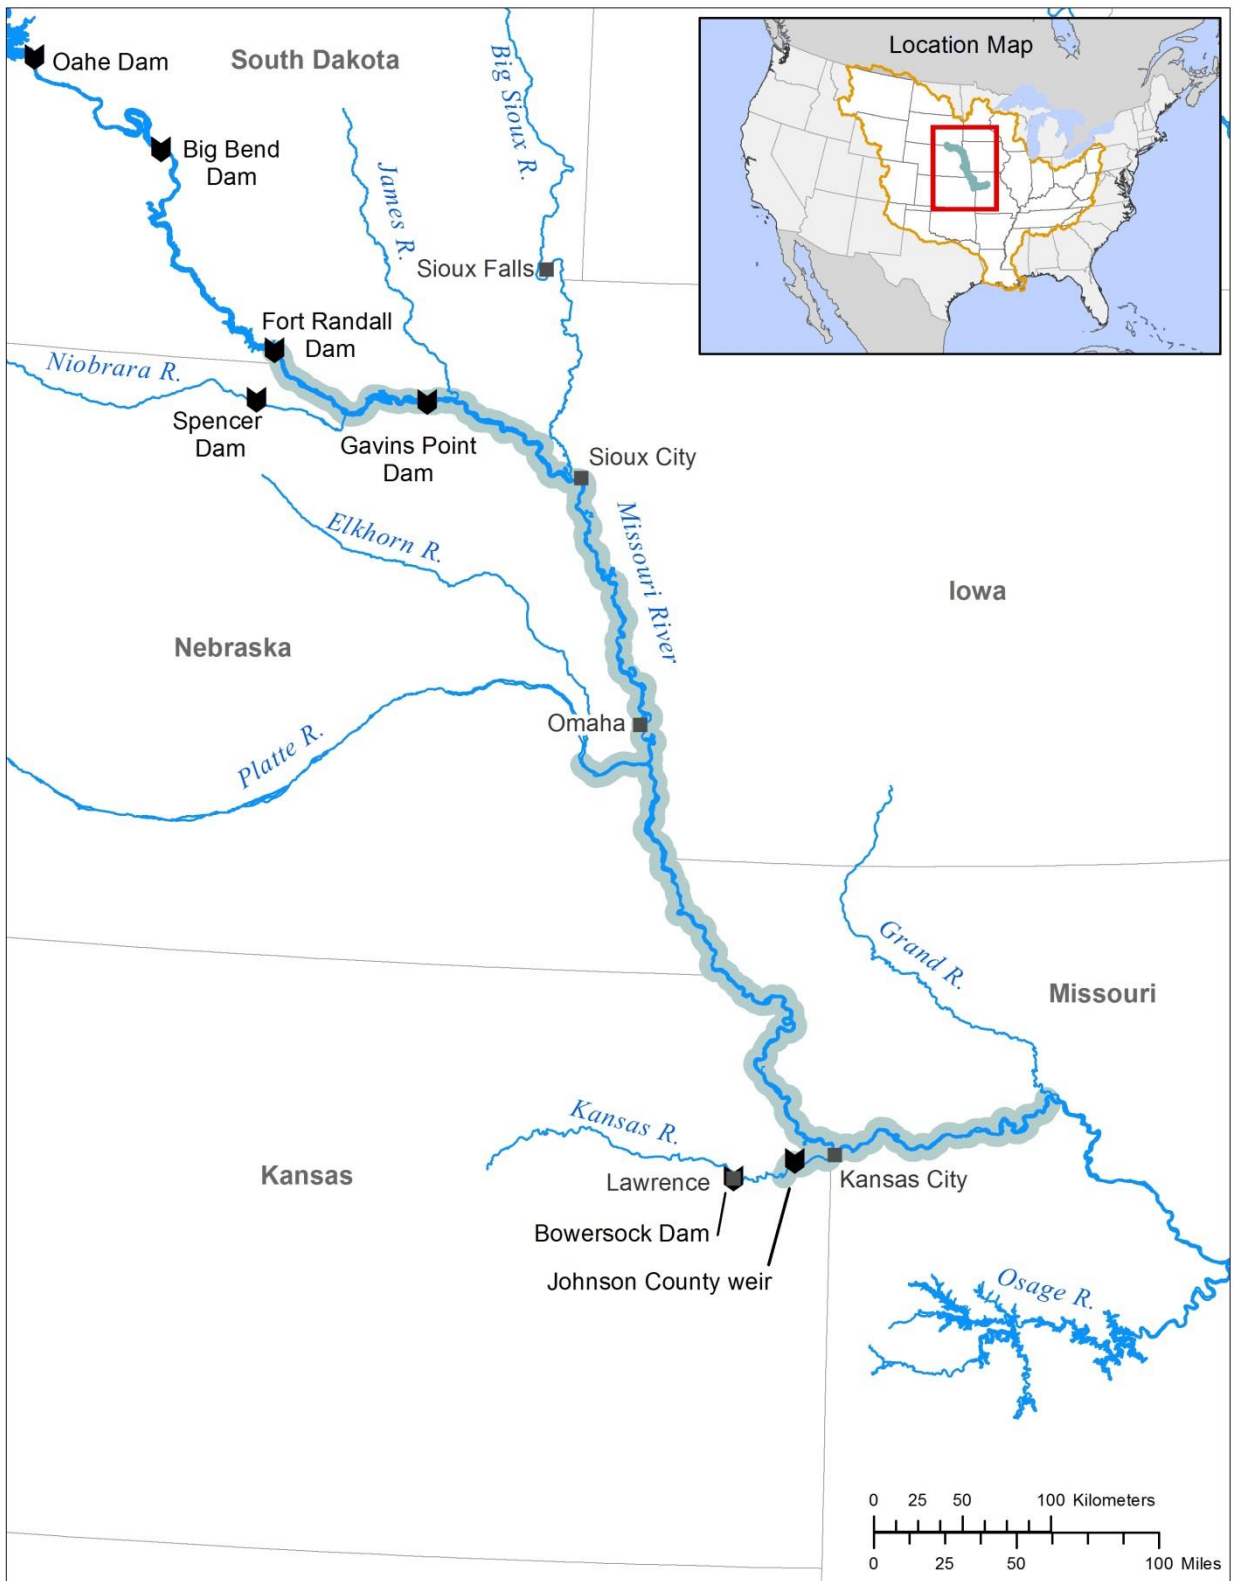 Location Map
South Dakota
Oahe Dam
Big Sioux R.
Big Bend
Dam
James R.
Sioux Falls
Fort Randall
Dam
Niobrara R.
Spencer
Dam
Gavins Point
Dam
Sioux City
Elkhorn R.
Missouri River
Iowa
Nebraska
Omaha
Platte R.
Grand R.
Missouri
Kansas R.
Kansas
Lawrence
Kansas City
Bowersock Dam
Johnson County weir
Osage R.
0 25 50 100 Kilometers
0 25 50 100 Miles